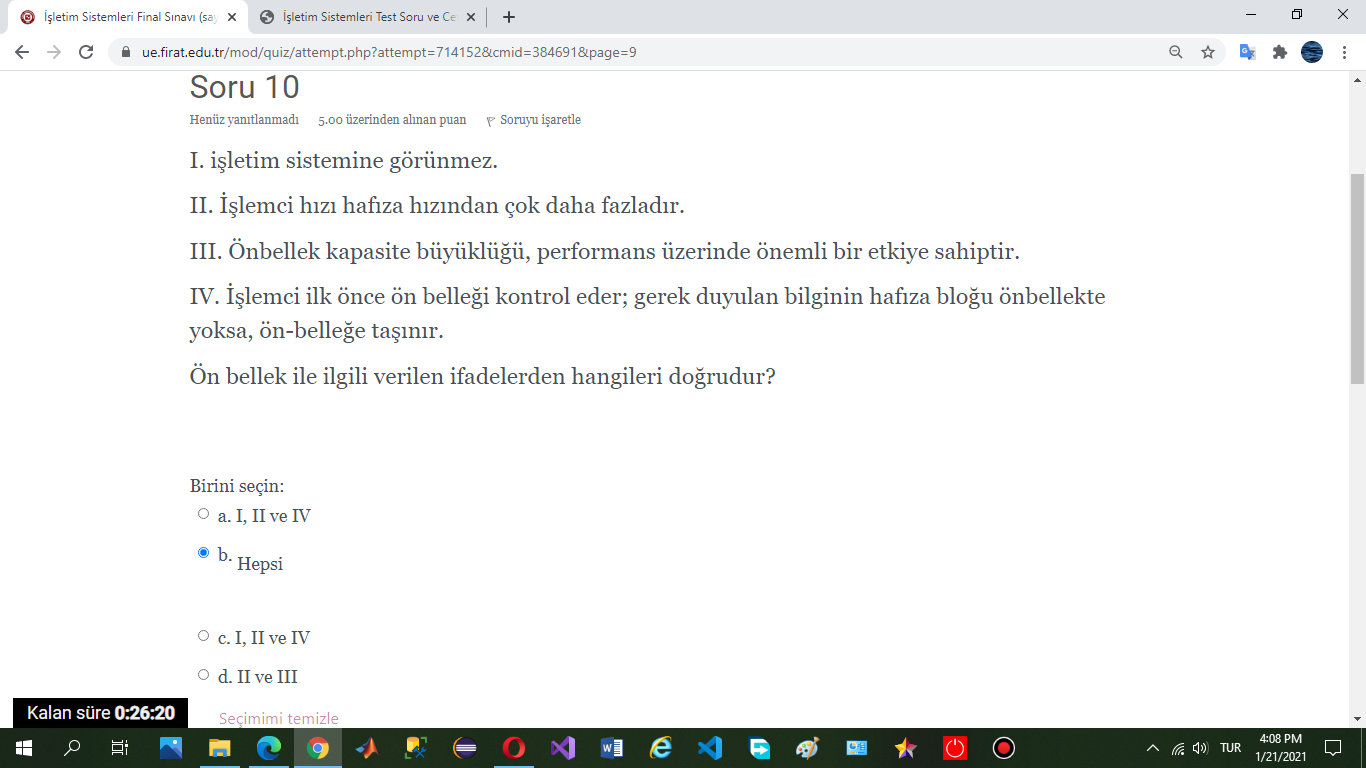 İşletim Sistemleri Final Sınavı (say
İşletim Sistemleri Test Soru ve Ce
ue.firat.edu.tr/mod/quiz/attempt.php?attempt=714152&cmid=384691&page=9
Soru 10
Henüz yanıtlanmadı 5.00 üzerinden alınan puan Soruyu işaretle
I. işletim sistemine görünmez.
II. İşlemci hızı hafıza hızından çok daha fazladır.
III. Önbellek kapasite büyüklüğü, performans üzerinde önemli bir etkiye sahiptir.
IV. İşlemci ilk önce ön belleği kontrol eder; gerek duyulan bilginin hafıza bloğu önbellekte
yoksa, ön-belleğe taşınır.
Ön bellek ile ilgili verilen ifadelerden hangileri doğrudur?
Birini seçin:
a. I, II ve IV
b. Hepsi
c. I, II ve IV
d. II ve III
Seçimimi temizle
Kalan süre 0:26:20
TUR
4:08 PM
1/21/2021